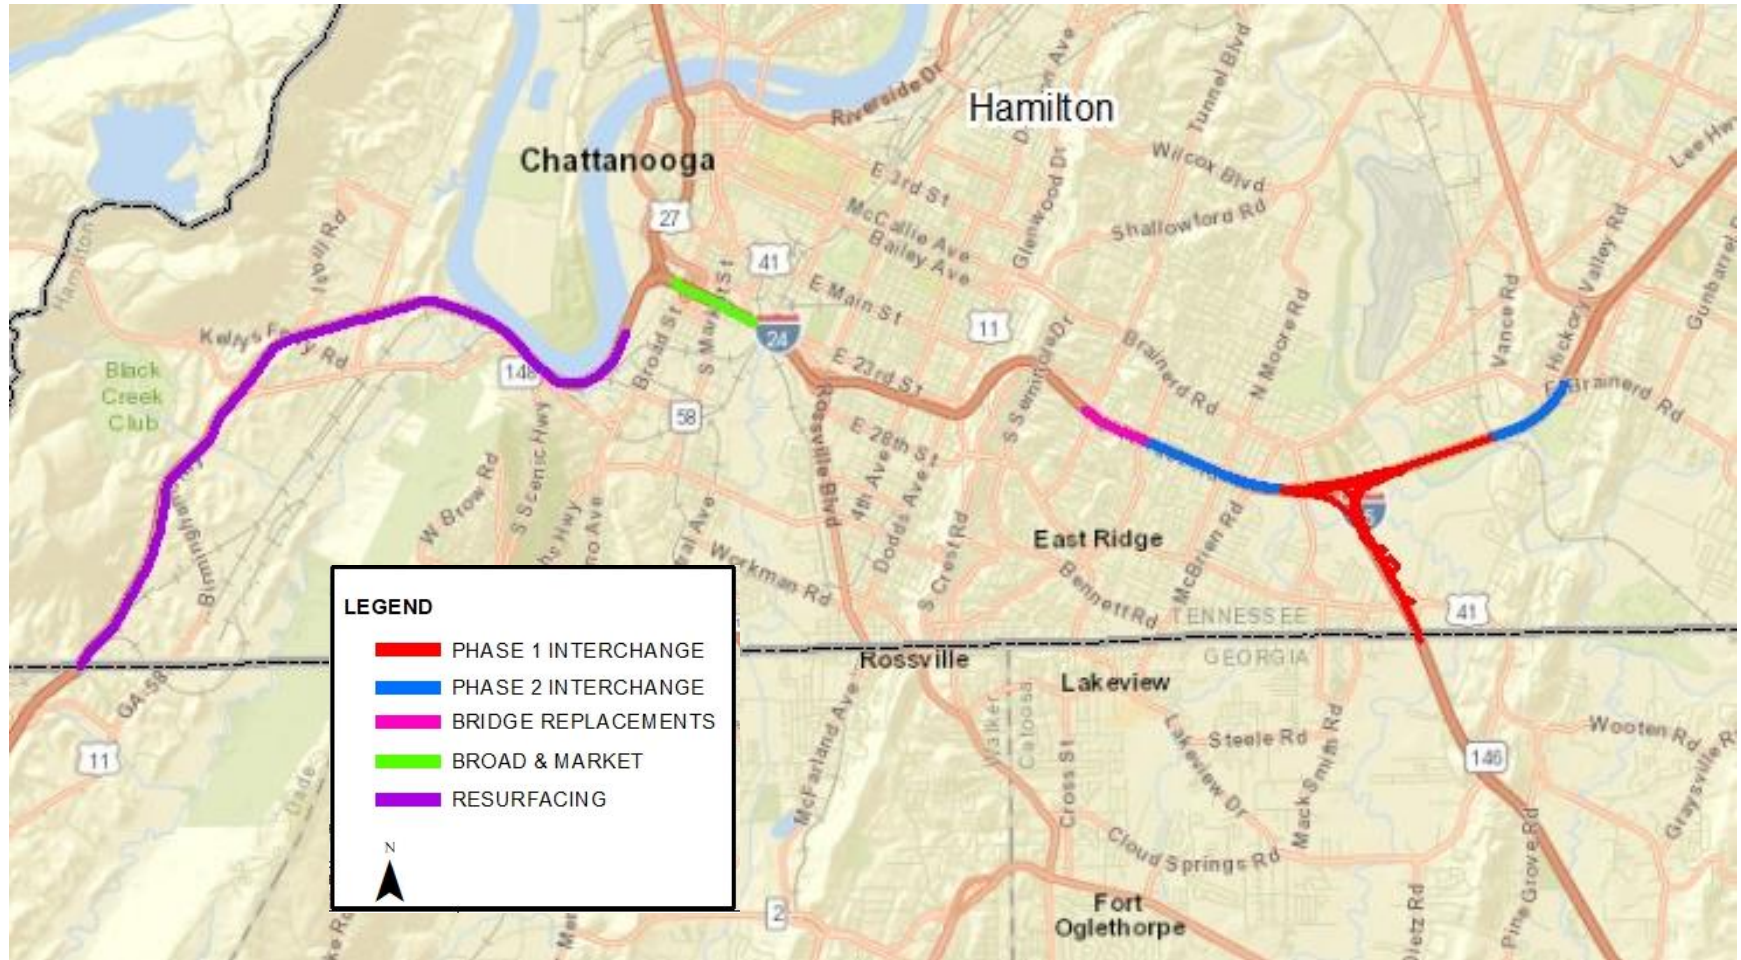 Hamilton
Riverside Dr
Tunnel Blvd
Lee Hwy
Chattanooga
Wilcox Blvd
E 3rd St
Glenwood Dr
27
McCallie Ave
Shallowford Rd
Bailey Ave
Hamilton
41
Hickory Valley Rd
Gunbarrel
E Main St
24
11
Kelly's Ferry Rd
Broad St
Vance Rd
N Moore Rd
Brainerd Rd
E 23rd St
S Seminole Dr
Black
Creek
Club
148
E Brainerd Rd
58
Rossville Blvd
E 28th St
4th Ave
Dodds Ave
W Brow Rd
S Scenic Hwy
Birmingham
S Crest Rd
East Ridge
McBrien Rd
Workman Rd
Bennett Rd
TENNESSEE
41
GEORGIA
Rossville
Lakeview
GA-58
Walker
Catoosa
11
McFarland Ave
Lakeview Dr
Steele Rd
Mack Smith Rd
Wooten Rd
146
Graysville R
Cross St
Cloud Springs Rd
Pine Grove Rd
Dietz Rd
2
Fort
Oglethorpe
LEGEND
PHASE 1 INTERCHANGE
PHASE 2 INTERCHANGE
BRIDGE REPLACEMENTS
BROAD & MARKET
RESURFACING
N